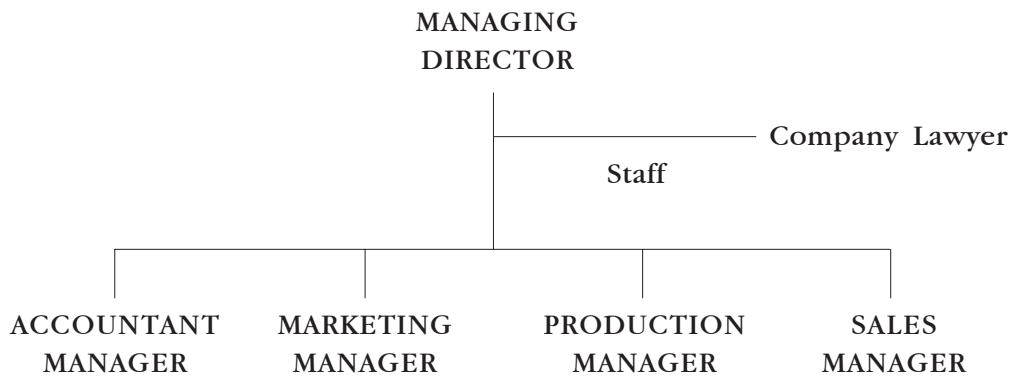 MANAGING
DIRECTOR
Company Lawyer
Staff
ACCOUNTANT
MANAGER
MARKETING
MANAGER
PRODUCTION
MANAGER
SALES
MANAGER